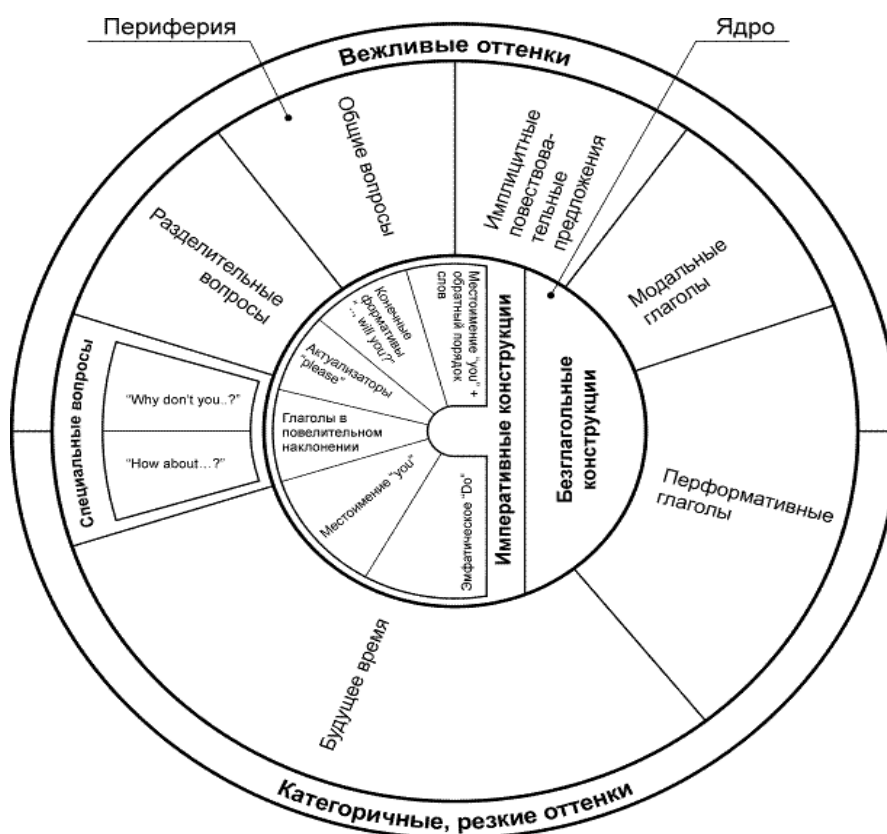 Периферия
Ядро
Вежливые оттенки
Общие вопросы
Имплицитные
повествова-
тельные
предложения
Разделительные
вопросы
Модальные
глаголы
Специальные вопросы
"Why don't you..?"
"How about...?"
Местоимение "you" +
обратный порядок
слов
Конечные
формативы
"..., will you?"
Актуализаторы
"please"
Глаголы в
повелительном
наклонении
Местоимение "you"
Эмфатическое "Do"
Императивные конструкции
Безглагольные
конструкции
Перформативные
глаголы
Будущее время
Категоричные, резкие оттенки